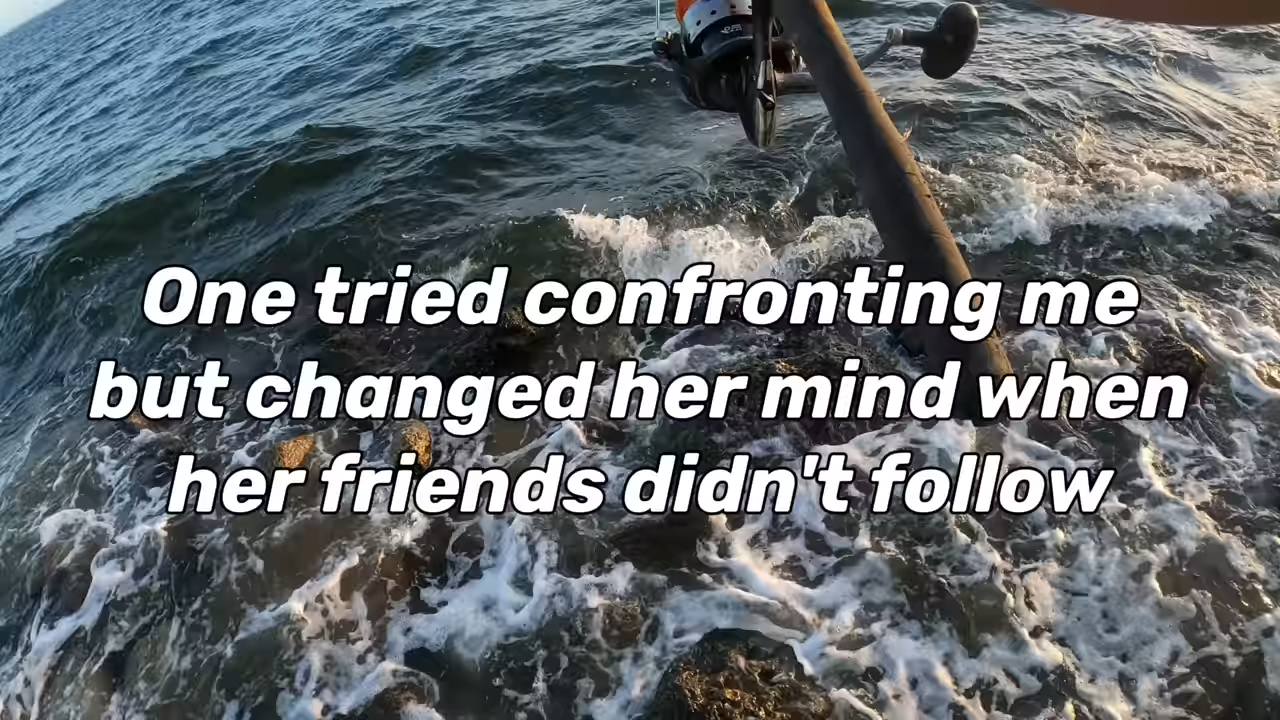 One tried confronting me
but changed her mind when
her friends didn't follow